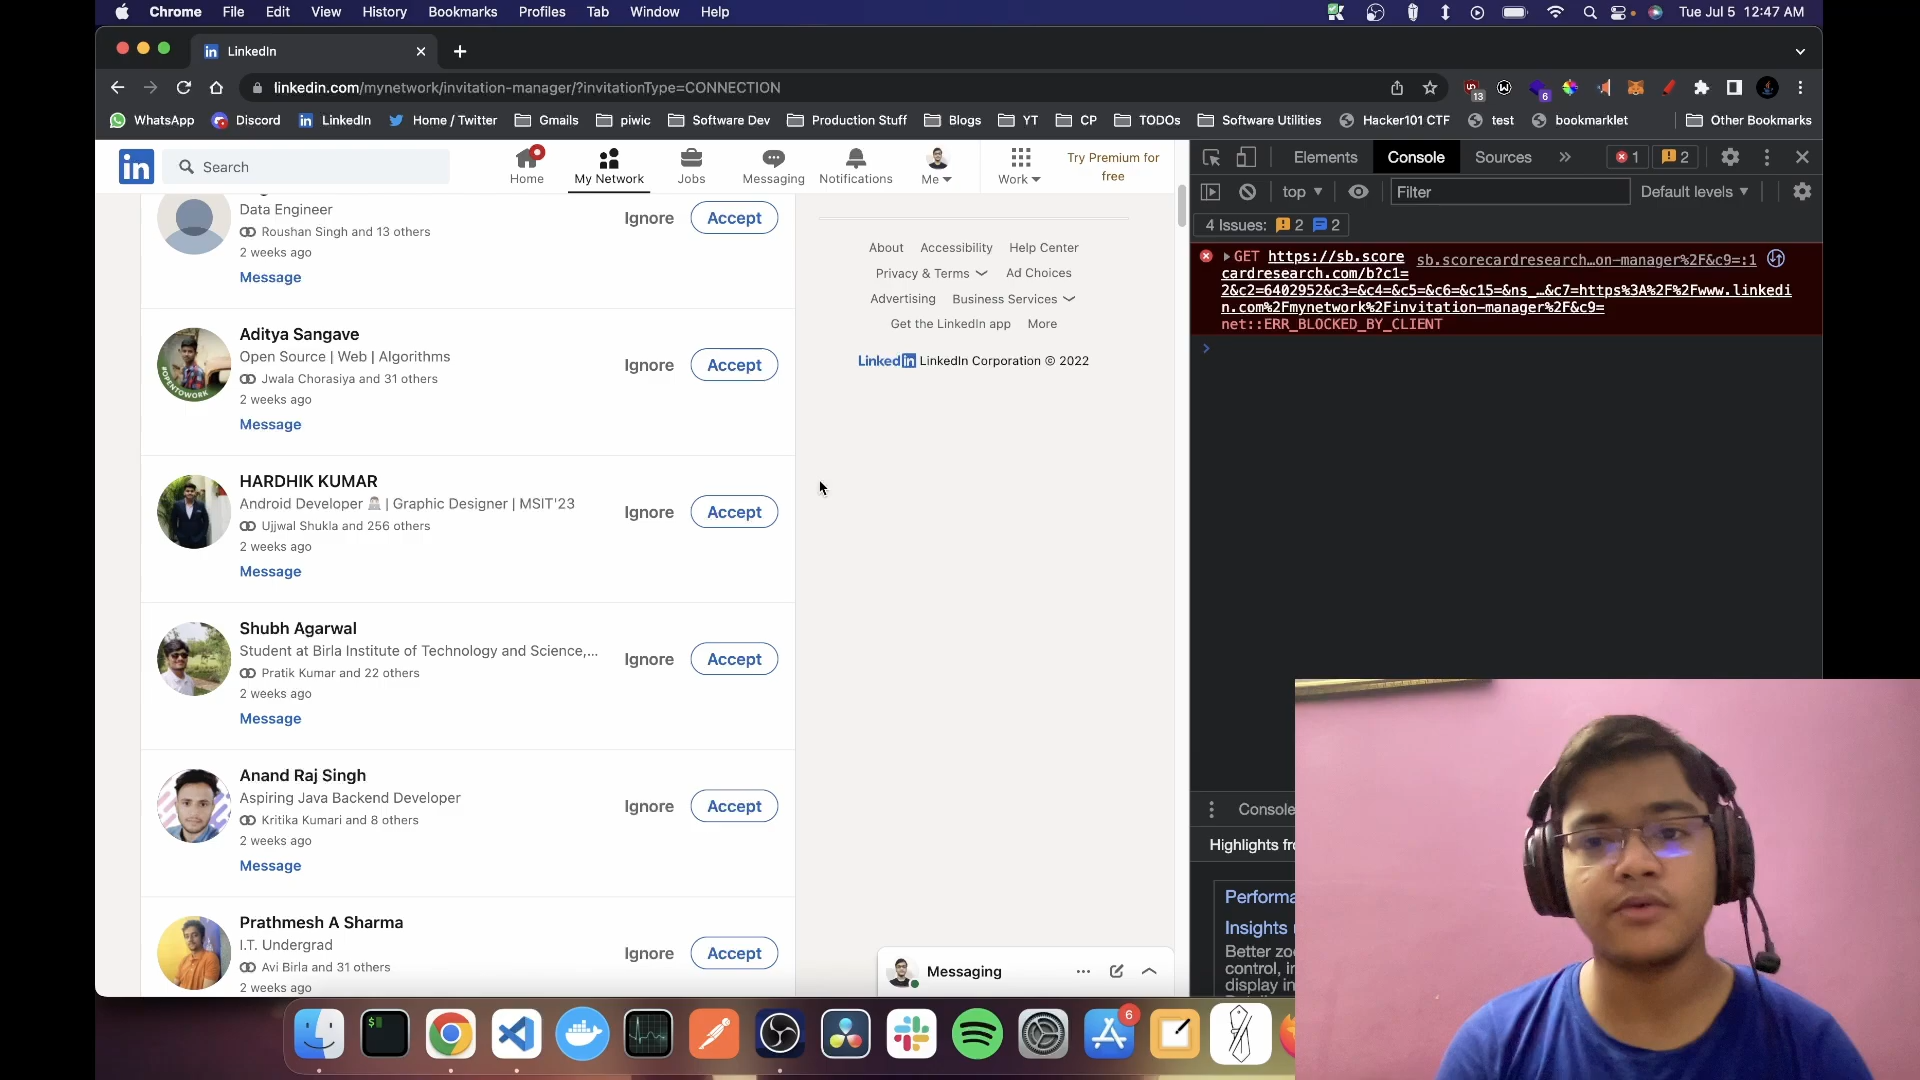 Chrome File Edit View History Bookmarks Profiles Tab Window Help
Tue Jul 5 12:47 AM
LinkedIn
linkedin.com/mynetwork/invitation-manager/?invitationType=CONNECTION
13
6
WhatsApp Discord LinkedIn Home / Twitter Gmails piwic Software Dev Production Stuff Blogs YT CP TODOs Software Utilities Hacker101 CTF test bookmarklet Other Bookmarks
in Search
Home My Network Jobs Messaging Notifications Me Work
Try Premium for
free
Data Engineer
Roushan Singh and 13 others
2 weeks ago
Message
Ignore Accept
Aditya Sangave
Open Source | Web | Algorithms
Jwala Chorasiya and 31 others
2 weeks ago
Message
Ignore Accept
#OPENTOWORK
HARDHIK KUMAR
Android Developer | Graphic Designer | MSIT'23
Ujjwal Shukla and 256 others
2 weeks ago
Message
Ignore Accept
Shubh Agarwal
Student at Birla Institute of Technology and Science,...
Pratik Kumar and 22 others
2 weeks ago
Message
Ignore Accept
Anand Raj Singh
Aspiring Java Backend Developer
Kritika Kumari and 8 others
2 weeks ago
Message
Ignore Accept
Prathmesh A Sharma
I.T. Undergrad
Avi Birla and 31 others
2 weeks ago
Ignore Accept
About Accessibility Help Center
Privacy & Terms Ad Choices
Advertising Business Services
Get the LinkedIn app More
LinkedIn LinkedIn Corporation © 2022
Messaging
Elements Console Sources » 1 2
top Filter Default levels
4 Issues: 2 2
GET https://sb.score sb.scorecardresearch…on-manager%2F&c9=:1
cardresearch.com/b?c1=
2&c2=6402952&c3=&c4=&c5=&c6=&c15=&ns_…&c7=https%3A%2F%2Fwww.linkedi
n.com%2Fmynetwork%2Finvitation-manager%2F&c9=
net::ERR_BLOCKED_BY_CLIENT
Console
Highlights fr
Performa
Insights
Better zo
control, i
display in
6